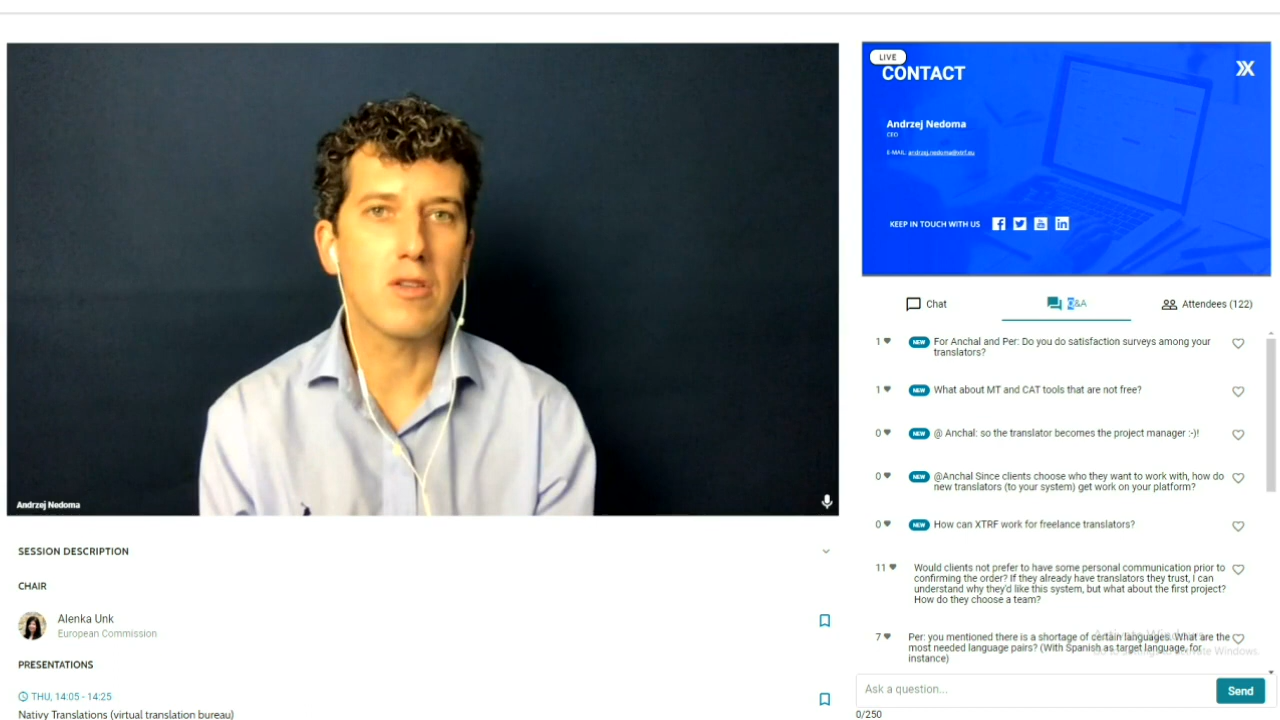 Andrzej Nedoma
SESSION DESCRIPTION
CHAIR
Alenka Unk
European Commission
PRESENTATIONS
THU, 14:05 - 14:25
Nativy Translations (virtual translation bureau)
LIVE
CONTACT
Andrzej Nedoma
CEO
E-MAIL: andrzej.nedoma@xtrf.eu
KEEP IN TOUCH WITH US
Chat
Q&A
Attendees (122)
1
NEW For Anchal and Per: Do you do satisfaction surveys among your
translators?
1
NEW What about MT and CAT tools that are not free?
0
NEW @ Anchal: so the translator becomes the project manager :-)!
0
NEW @Anchal Since clients choose who they want to work with, how do
new translators (to your system) get work on your platform?
0
NEW How can XTRF work for freelance translators?
11
Would clients not prefer to have some personal communication prior to
confirming the order? If they already have translators they trust, I can
understand why they'd like this system, but what about the first project?
How do they choose a team?
7
Per: you mentioned there is a shortage of certain languages. What are the
most needed language pairs? (With Spanish as target language, for
instance)
Activate Windows
Ask a question...
Send
0/250